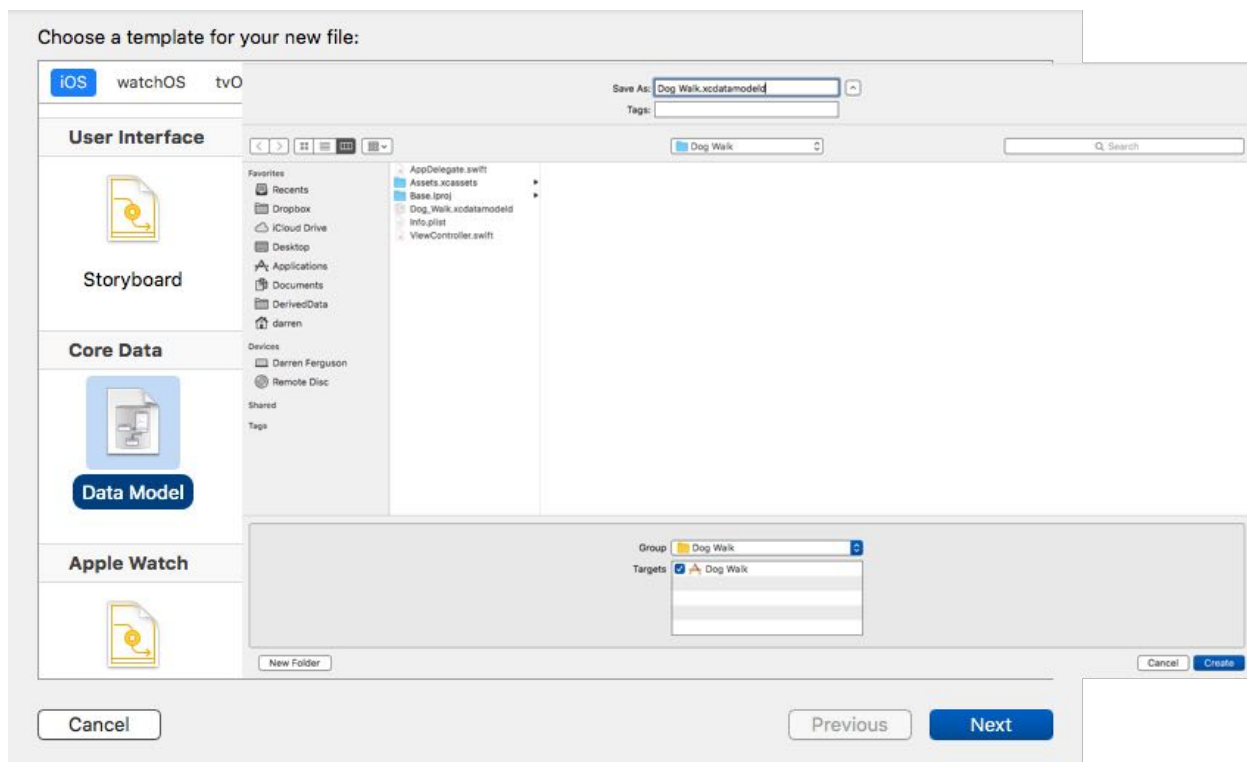 Choose a template for your new file:
iOS watchOS tvO
User Interface
Storyboard
Core Data
Data Model
Apple Watch
Cancel
Previous
Next
Save As: Dog Walk.xcdatamodeld
Tags:
Dog Walk
Search
Favorites
Recents
Dropbox
iCloud Drive
Desktop
Applications
Documents
DerivedData
darren
Devices
Darren Ferguson
Remote Disc
Shared
Tags
AppDelegate.swift
Assets.xcassets
Base.lproj
Dog_Walk.xcdatamodeld
Info.plist
ViewController.swift
Group Dog Walk
Targets Dog Walk
New Folder
Cancel
Create